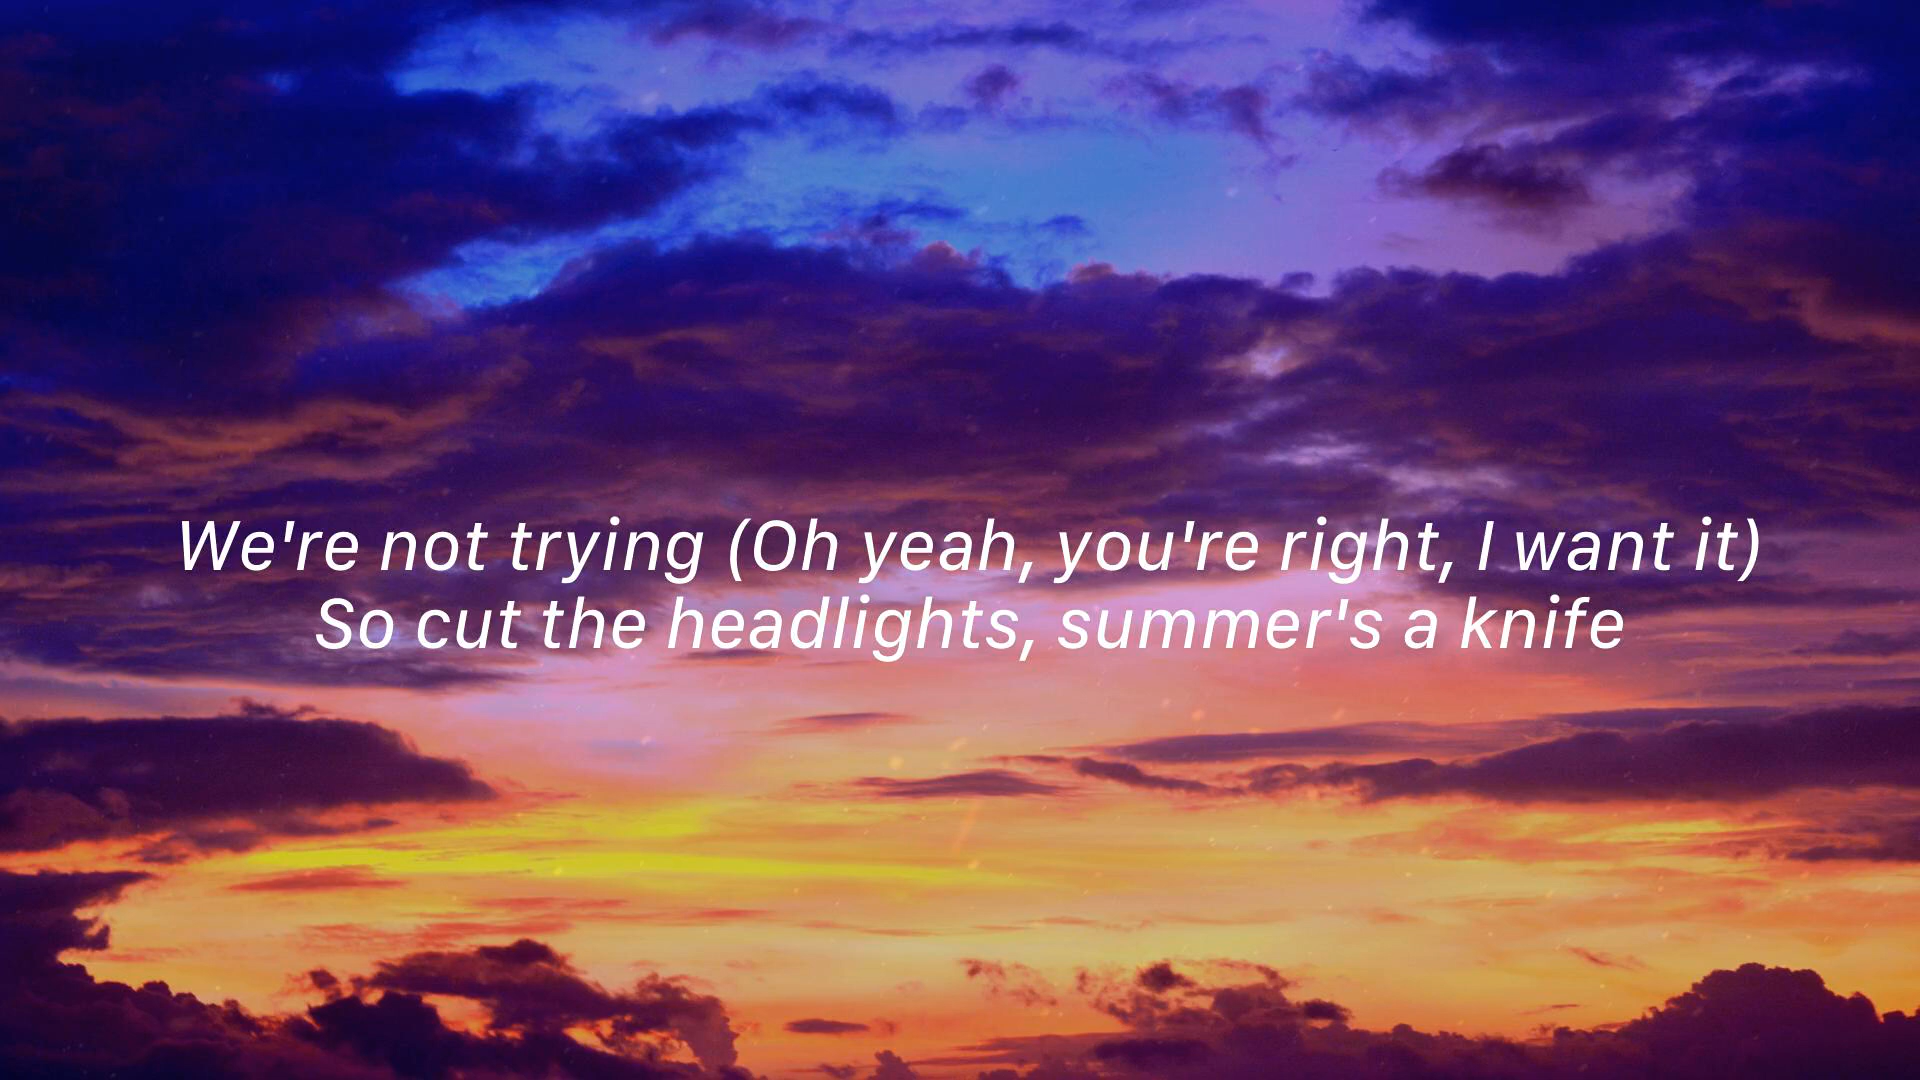 We're not trying (Oh yeah, you're right, I want it)
So cut the headlights, summer's a knife